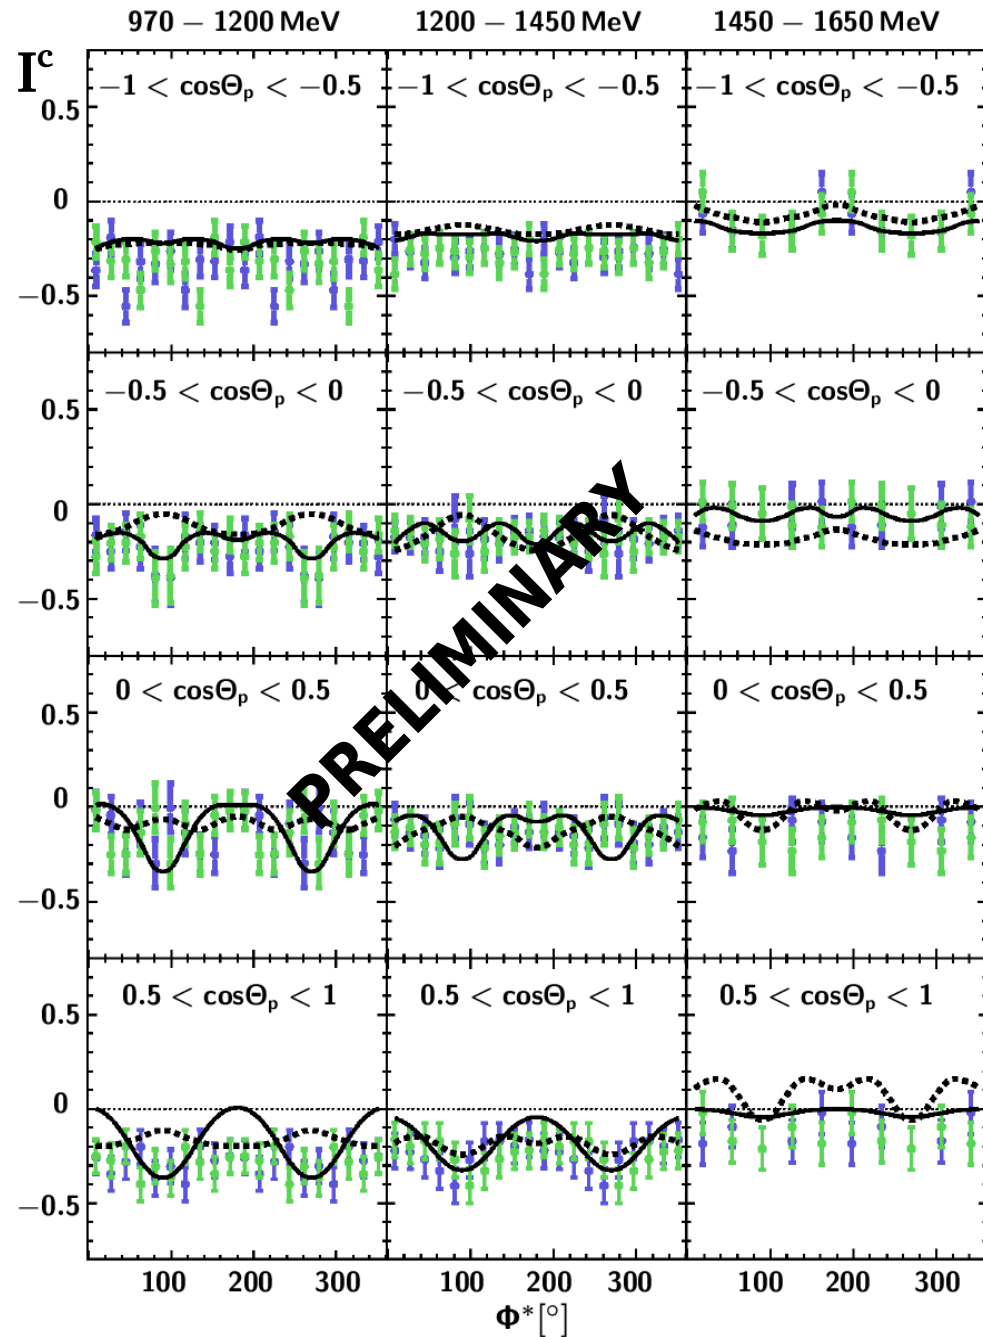 970 − 1200 MeV 1200 − 1450 MeV 1450 − 1650 MeV
I^c
−1 < cosΘ_p < −0.5 −1 < cosΘ_p < −0.5 −1 < cosΘ_p < −0.5
0.5
0
−0.5
−0.5 < cosΘ_p < 0 −0.5 < cosΘ_p < 0 −0.5 < cosΘ_p < 0
0.5
0
−0.5
PRELIMINARY
0 < cosΘ_p < 0.5 0 < cosΘ_p < 0.5 0 < cosΘ_p < 0.5
0.5
0
−0.5
0.5 < cosΘ_p < 1 0.5 < cosΘ_p < 1 0.5 < cosΘ_p < 1
0.5
0
−0.5
100 200 300 100 200 300 100 200 300
Φ*[°]